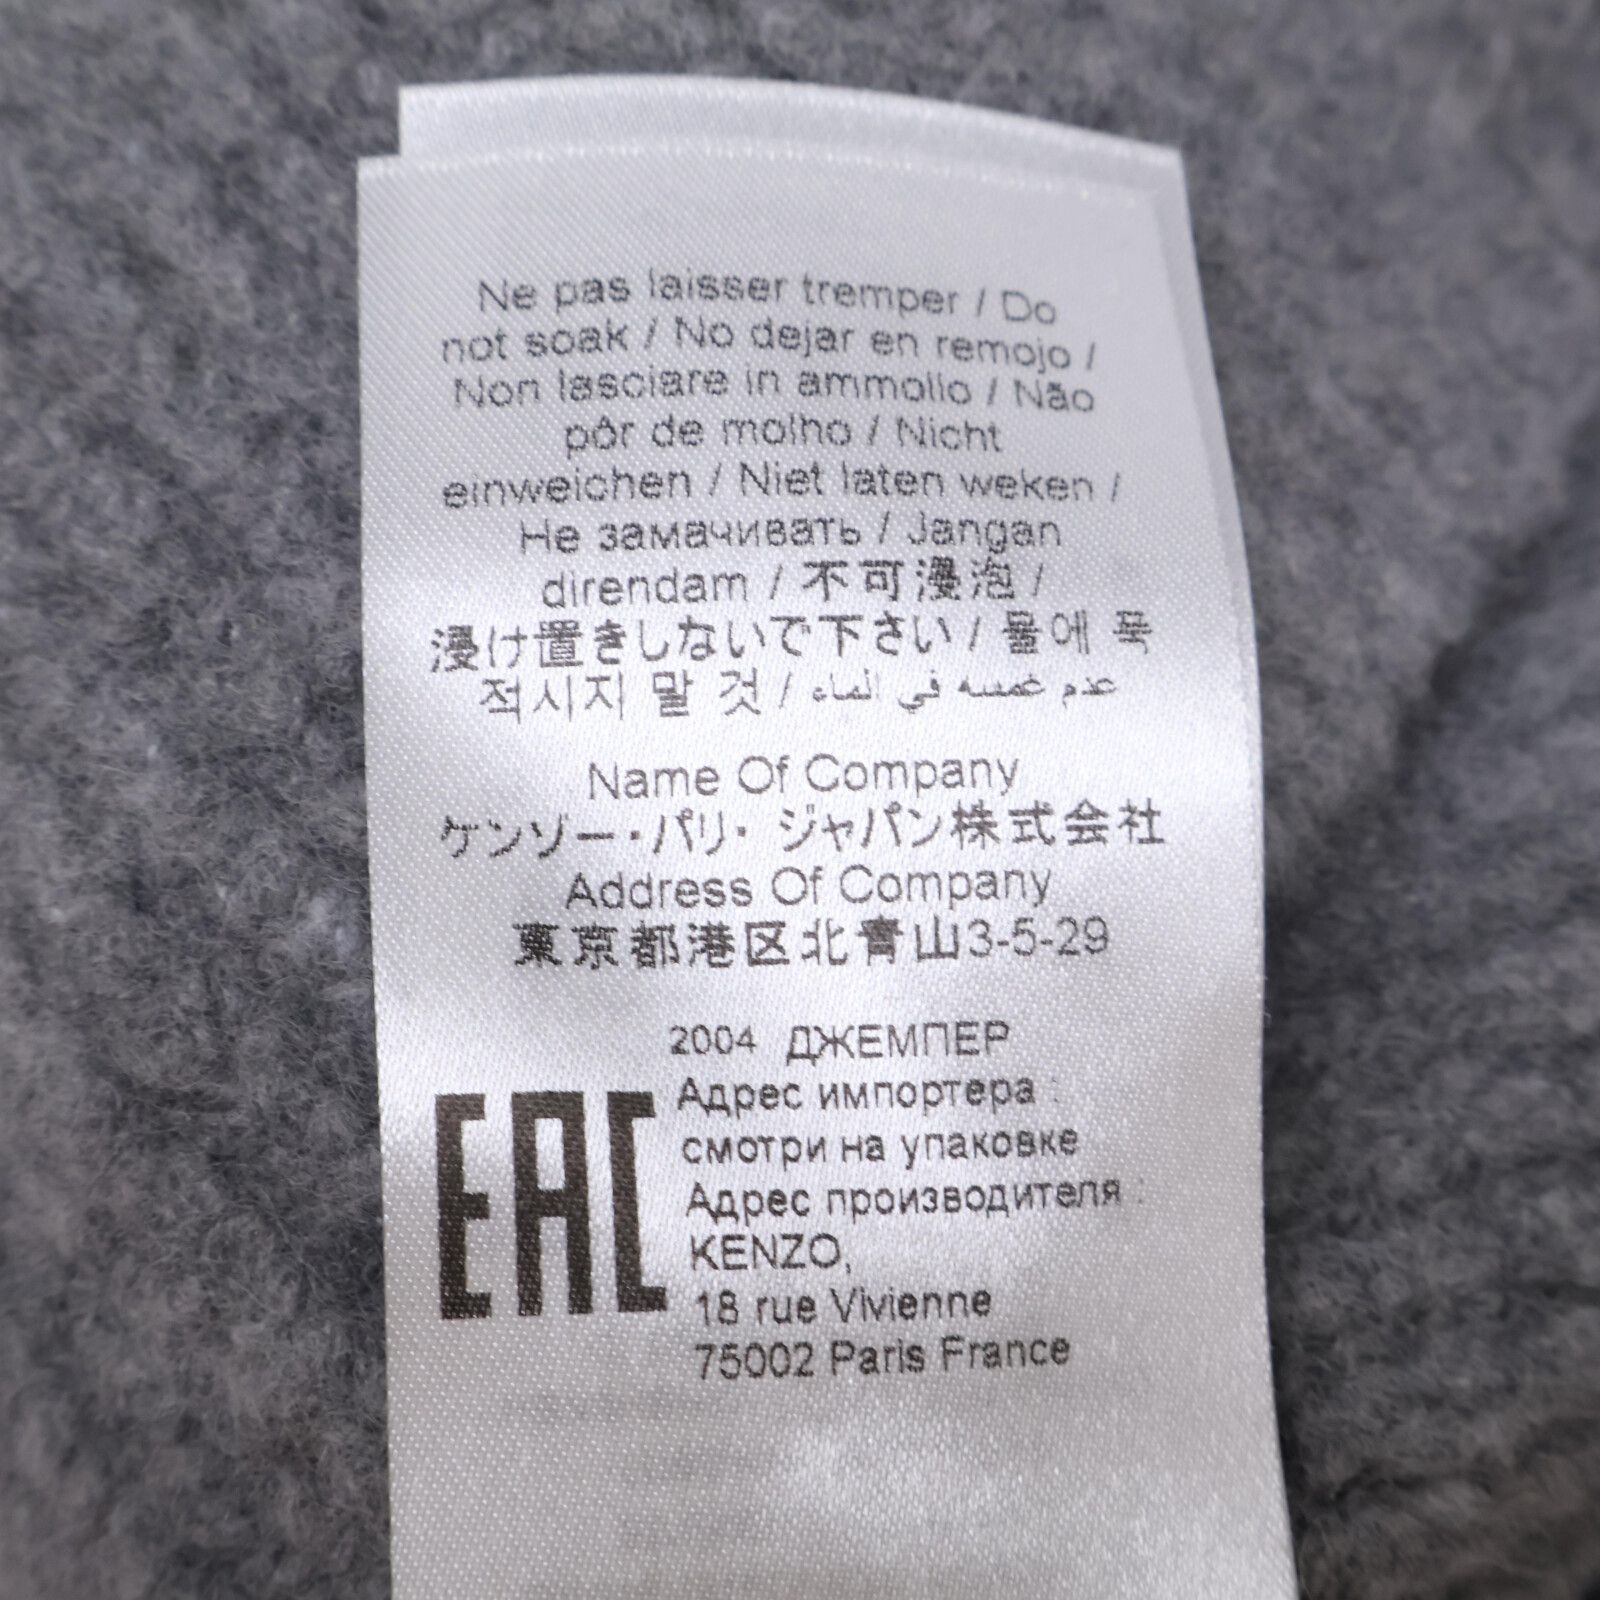 Ne pas laisser tremper / Do
not soak / No dejar en remojo /
Non lasciare in ammollo / Não
pôr de molho / Nicht
einweichen / Niet laten weken /
Не замачивать / Jangan
direndam / 不可浸泡 /
浸け置きしないで下さい / 물에 푹
적시지 말 것 / عدم غمسه في الماء
Name Of Company
ケンゾー・パリ・ ジャパン株式会社
Address Of Company
東京都港区北青山3-5-29
2004 ДЖЕМПЕР
Адрес импортера :
смотри на упаковке
Адрес производителя :
KENZO,
18 rue Vivienne
75002 Paris France
EAC